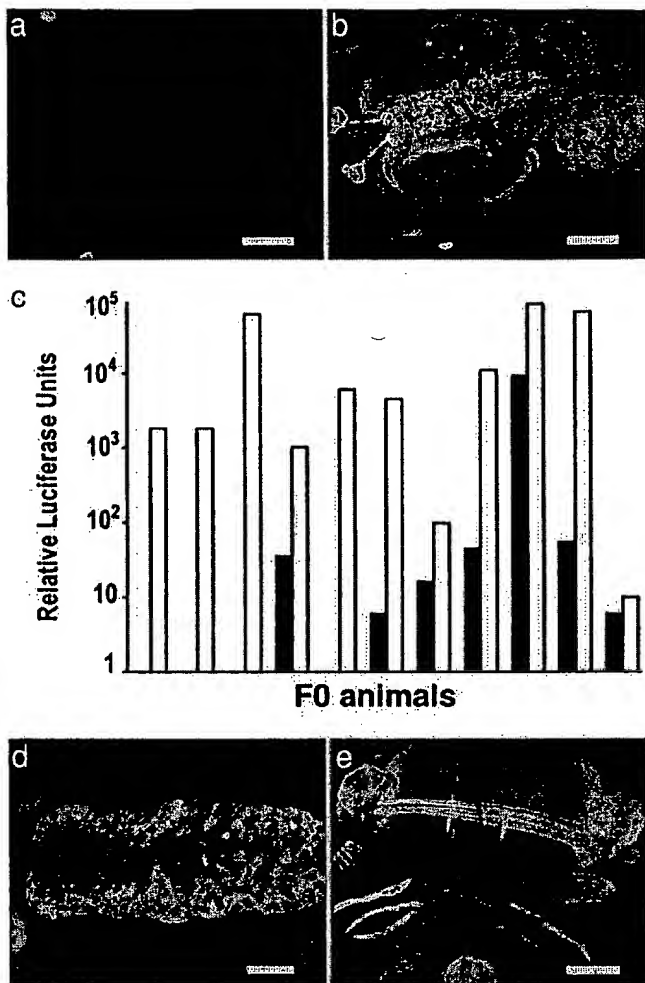 a
b
c
Relative Luciferase Units
10⁵
10⁴
10³
10²
10
1
F0 animals
d
e